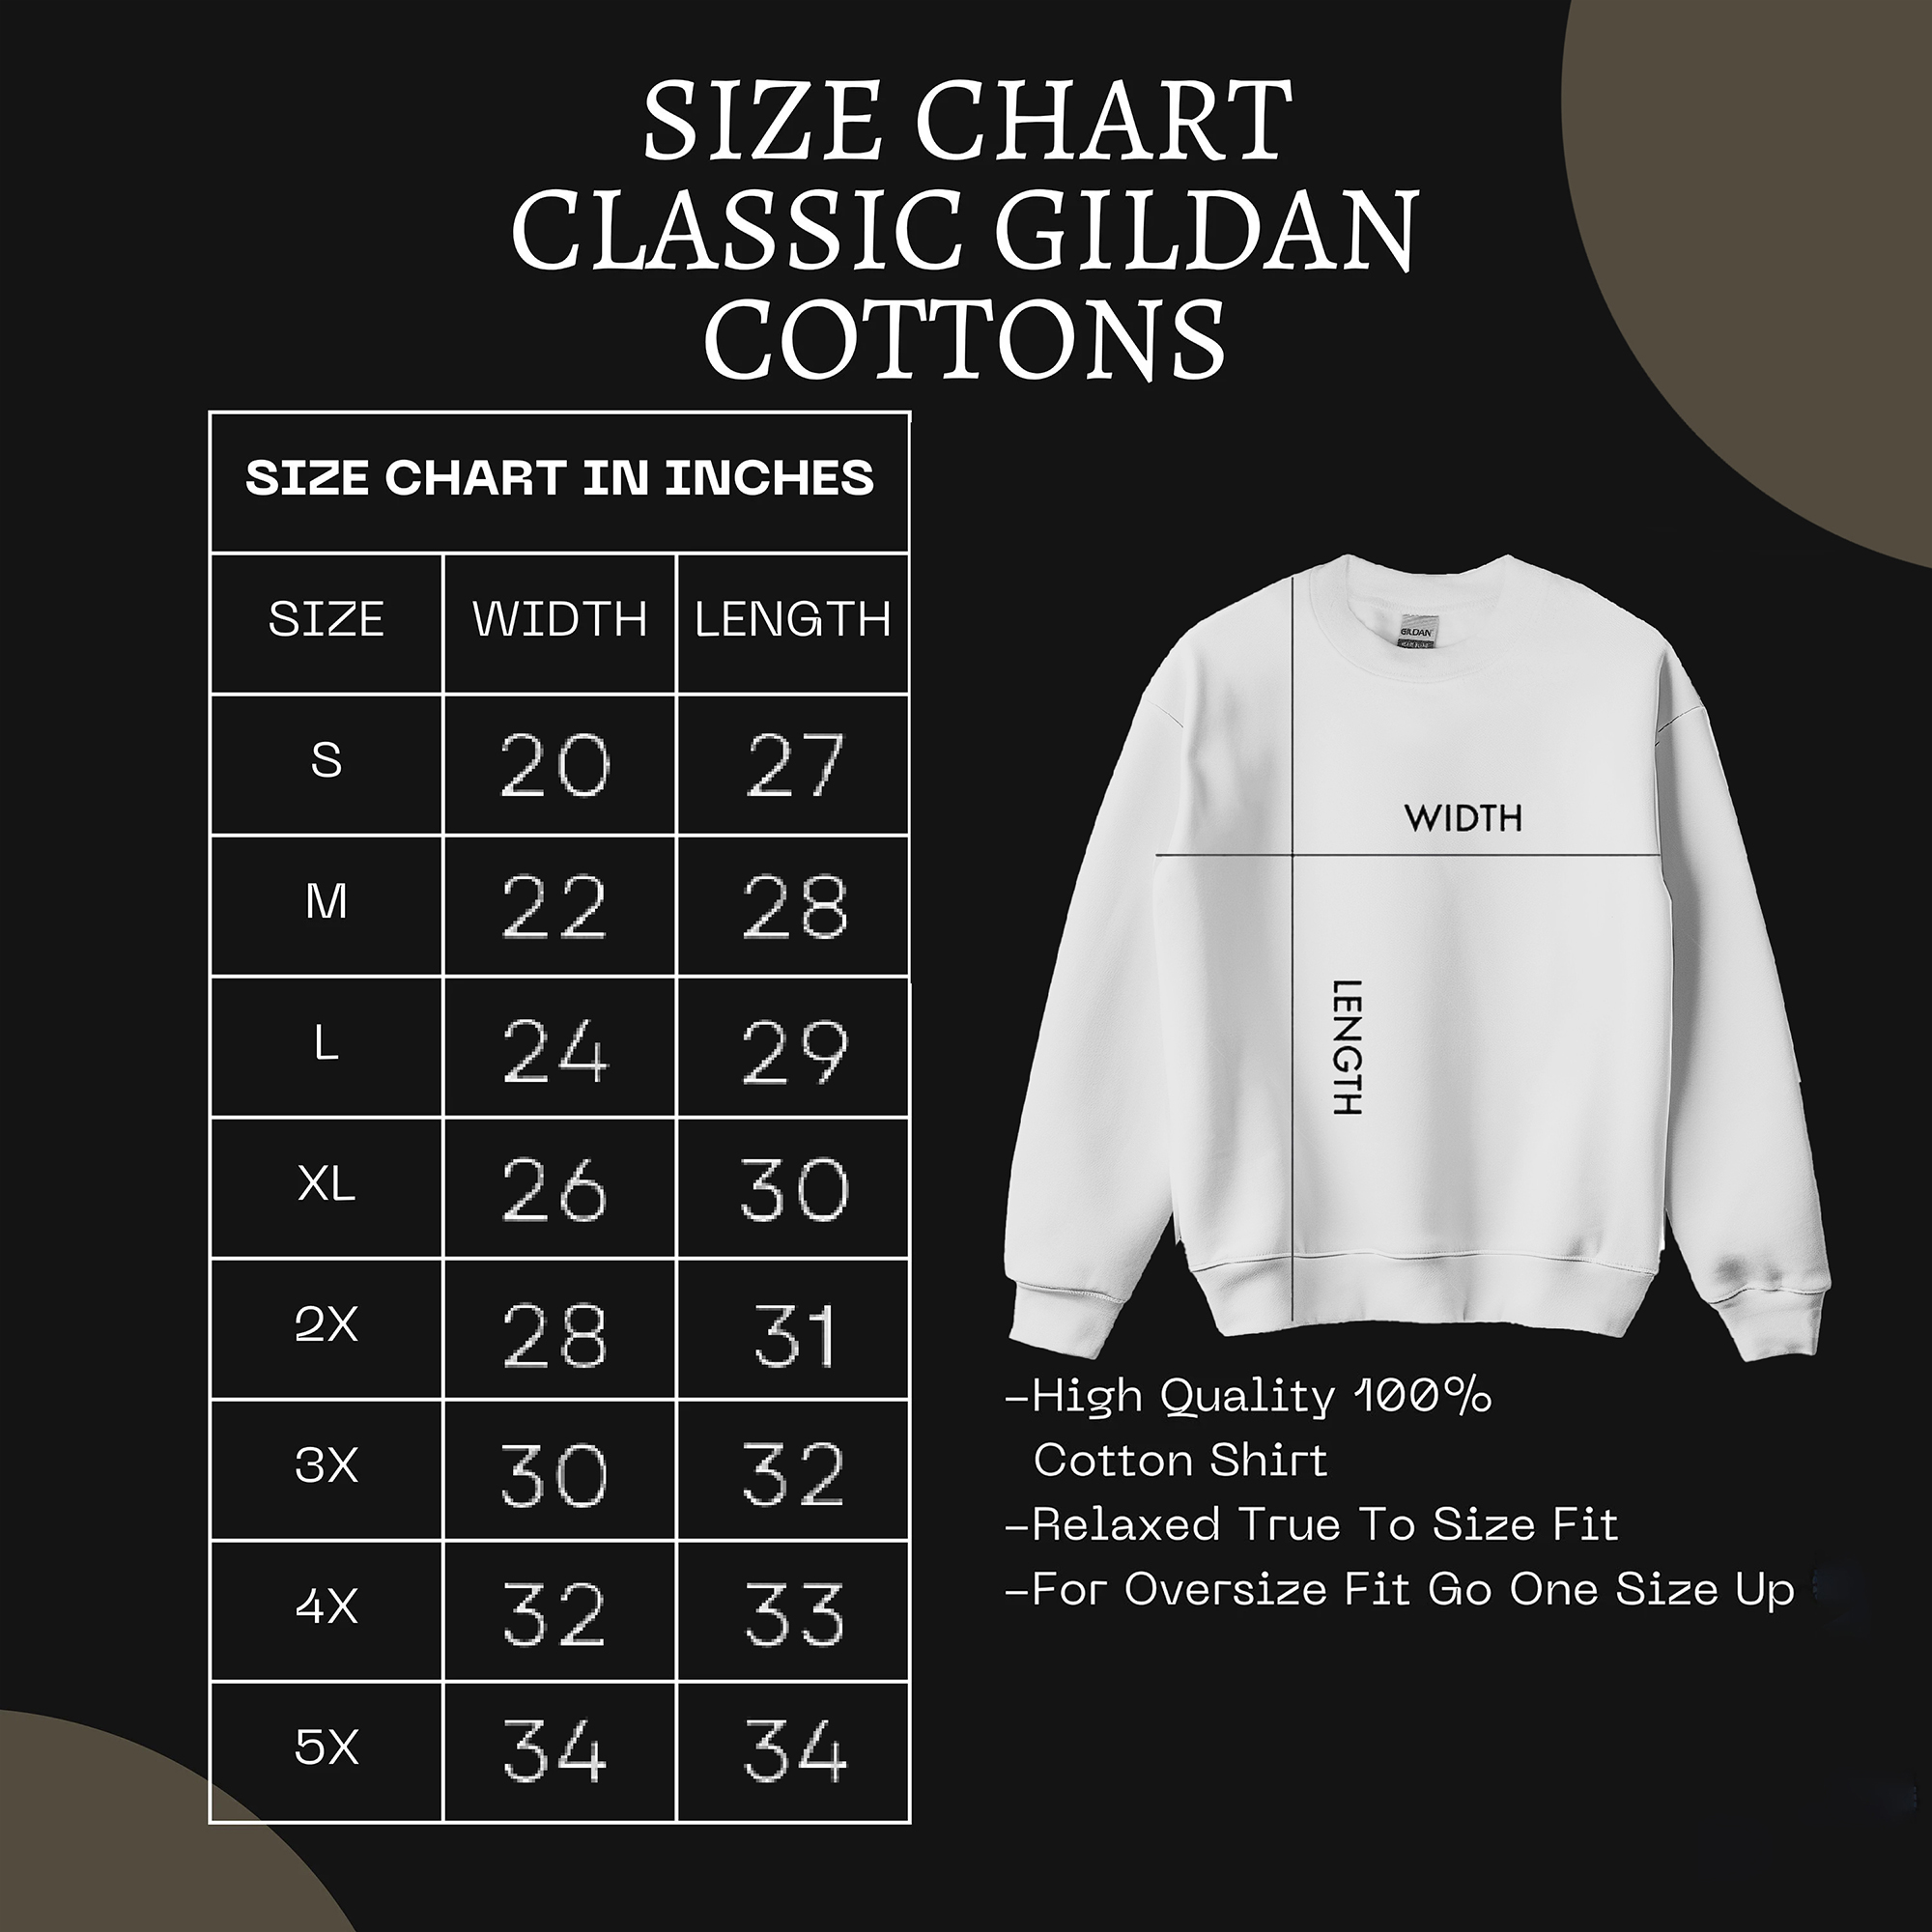 SIZE CHART
CLASSIC GILDAN
COTTONS
SIZE CHART IN INCHES
SIZE WIDTH LENGTH
S 20 27
M 22 28
L 24 29
XL 26 30
2X 28 31
3X 30 32
4X 32 33
5X 34 34
GILDAN
WIDTH
LENGTH
-High Quality 100%
Cotton Shirt
-Relaxed True To Size Fit
-For Oversize Fit Go One Size Up